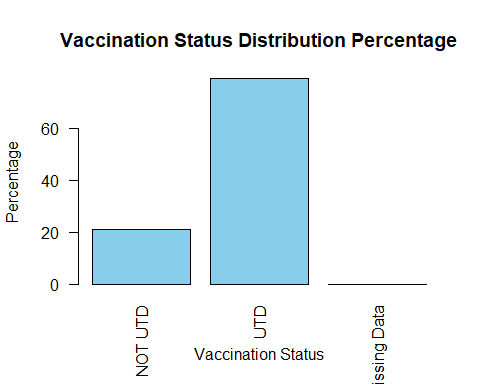 Vaccination Status Distribution Percentage
Percentage
60
40
20
0
NOT UTD
UTD
issing Data
Vaccination Status